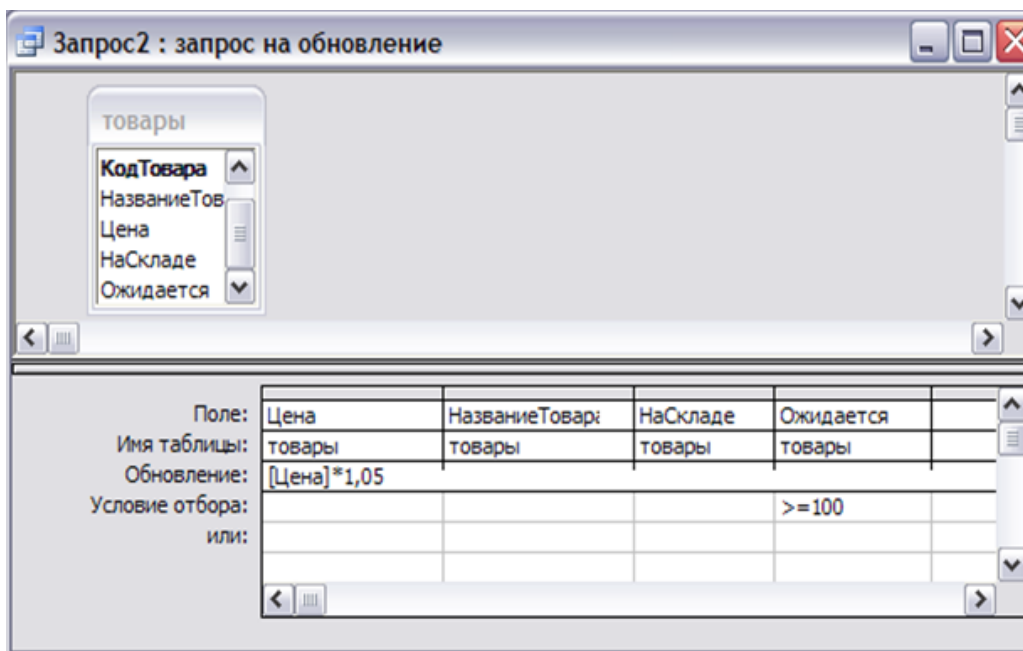 Запрос2 : запрос на обновление
товары
КодТовара
НазваниеТов
Цена
НаСкладе
Ожидается
Поле: Цена НазваниеТовара НаСкладе Ожидается
Имя таблицы: товары товары товары товары
Обновление: [Цена]*1,05
Условие отбора: >=100
или: